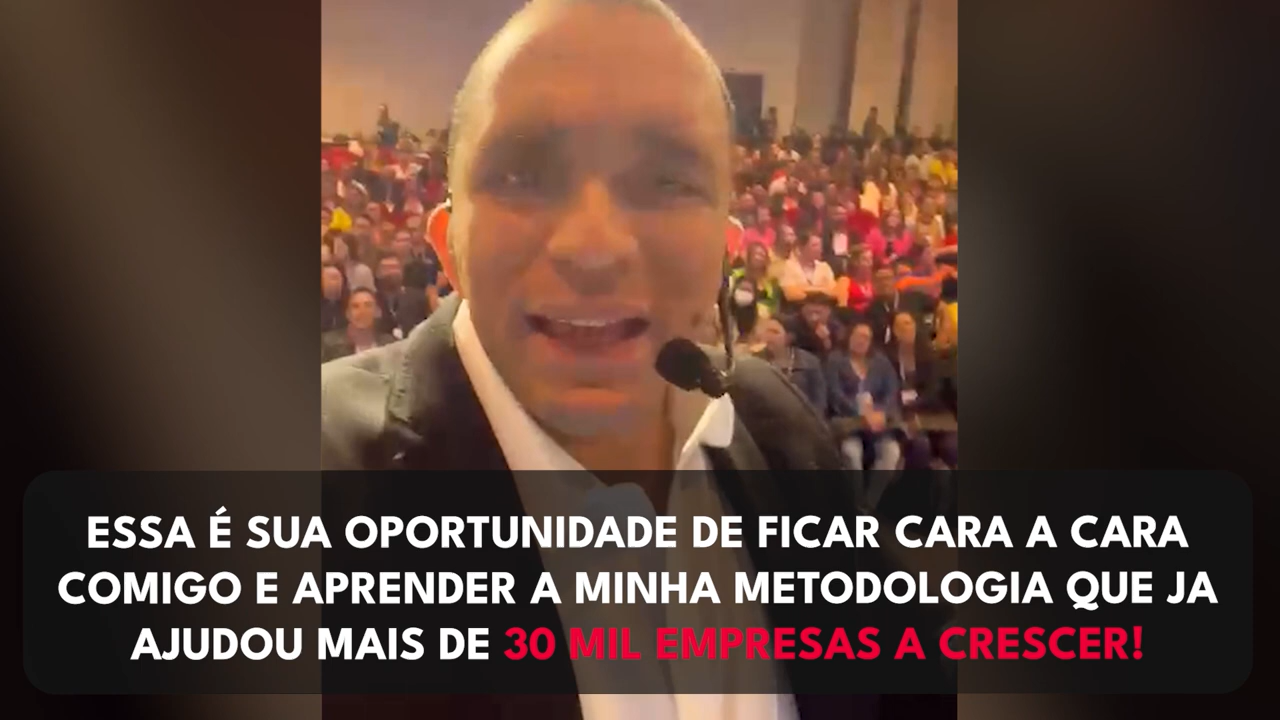 ESSA É SUA OPORTUNIDADE DE FICAR CARA A CARA
COMIGO E APRENDER A MINHA METODOLOGIA QUE JA
AJUDOU MAIS DE 30 MIL EMPRESAS A CRESCER!